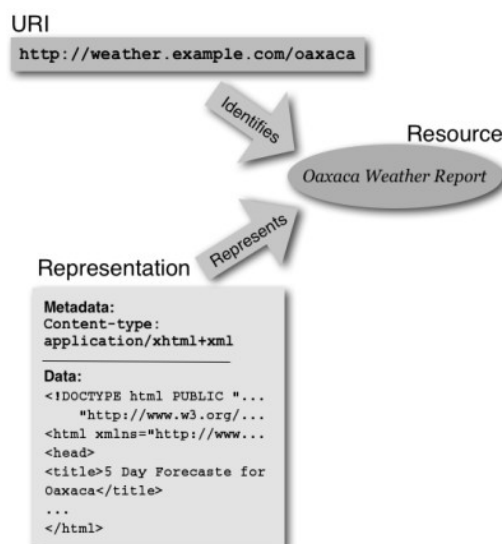 URI
http://weather.example.com/oaxaca
Identifies
Resource
Oaxaca Weather Report
Represents
Representation
Metadata:
Content-type:
application/xhtml+xml
Data:
<!DOCTYPE html PUBLIC "...
"http://www.w3.org/...
<html xmlns="http://www...
<head>
<title>5 Day Forecaste for
Oaxaca</title>
...
</html>